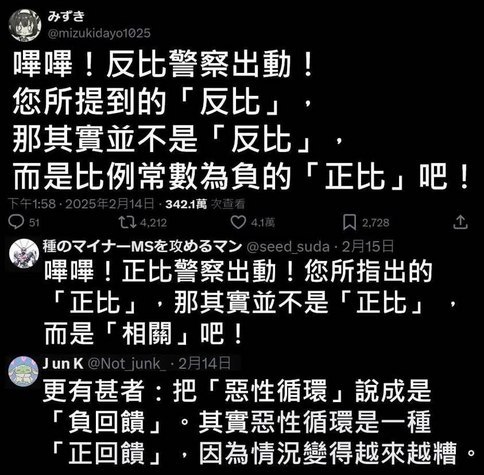 みずき
@mizukidayo1025
嗶嗶！反比警察出動！
您所提到的「反比」，
那其實並不是「反比」，
而是比例常數為負的「正比」吧！
下午1:58 · 2025年2月14日 · 342.1萬 次查看
51 4,212 4.1萬 2,728
種のマイナーMSを攻めるマン @seed_suda · 2月15日
嗶嗶！正比警察出動！您所指出的
「正比」，那其實並不是「正比」，
而是「相關」吧！
Jun K @Not_junk_ · 2月14日
更有甚者：把「惡性循環」說成是
「負回饋」。其實惡性循環是一種
「正回饋」，因為情況變得越來越糟。